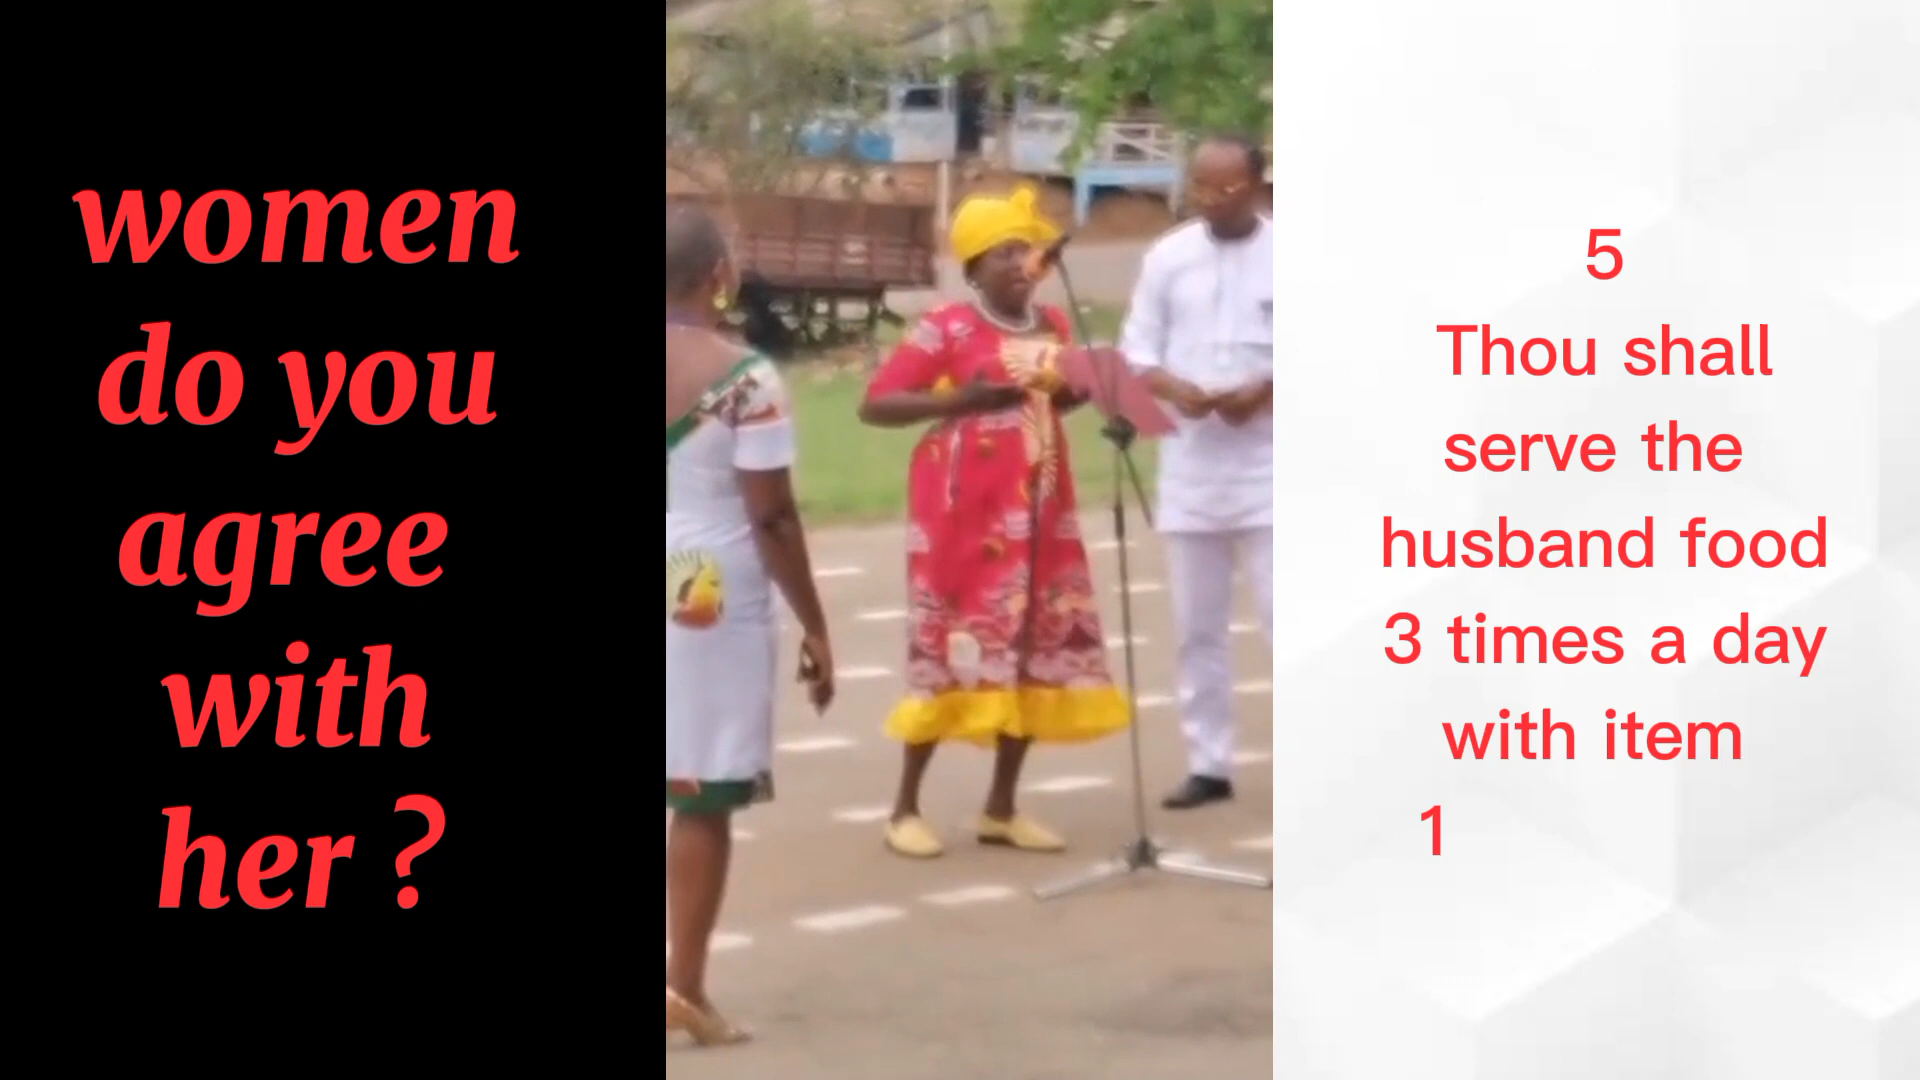 women
do you
agree
with
her ?
5
Thou shall
serve the
husband food
3 times a day
with item
1